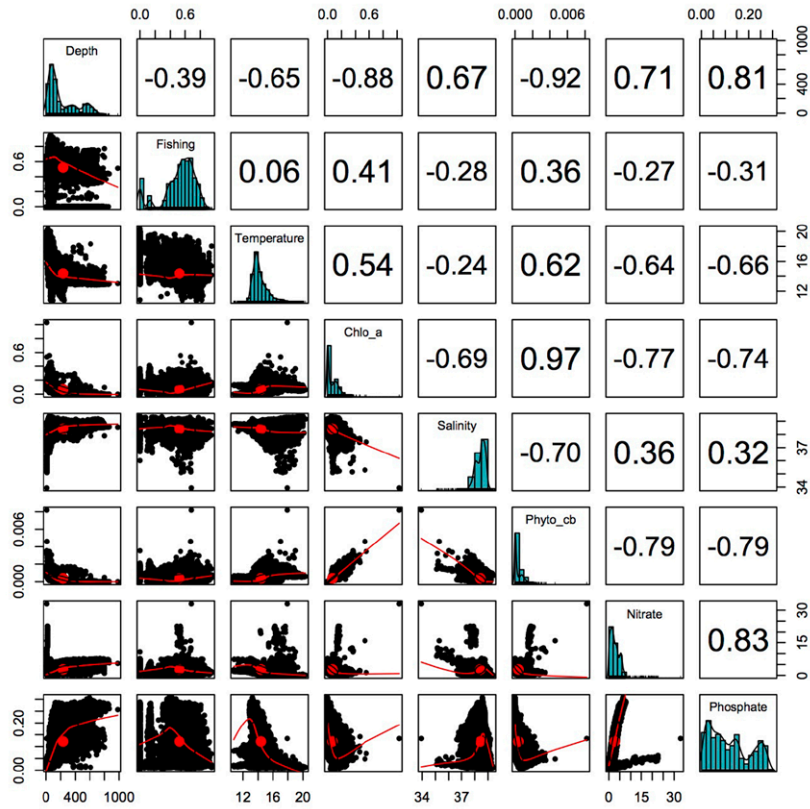 0.0 0.6
0.0 0.6
0.000 0.006
0.00 0.20
Depth
-0.39
-0.65
-0.88
0.67
-0.92
0.71
0.81
0 400 1000
0.0 0.6
Fishing
0.06
0.41
-0.28
0.36
-0.27
-0.31
Temperature
0.54
-0.24
0.62
-0.64
-0.66
12 16 20
0.0 0.6
Chlo_a
-0.69
0.97
-0.77
-0.74
Salinity
-0.70
0.36
0.32
34 37
0.000 0.006
Phyto_cb
-0.79
-0.79
Nitrate
0.83
0 15 30
0.00 0.20
Phosphate
0 400 1000
12 16 20
34 37
0 10 30